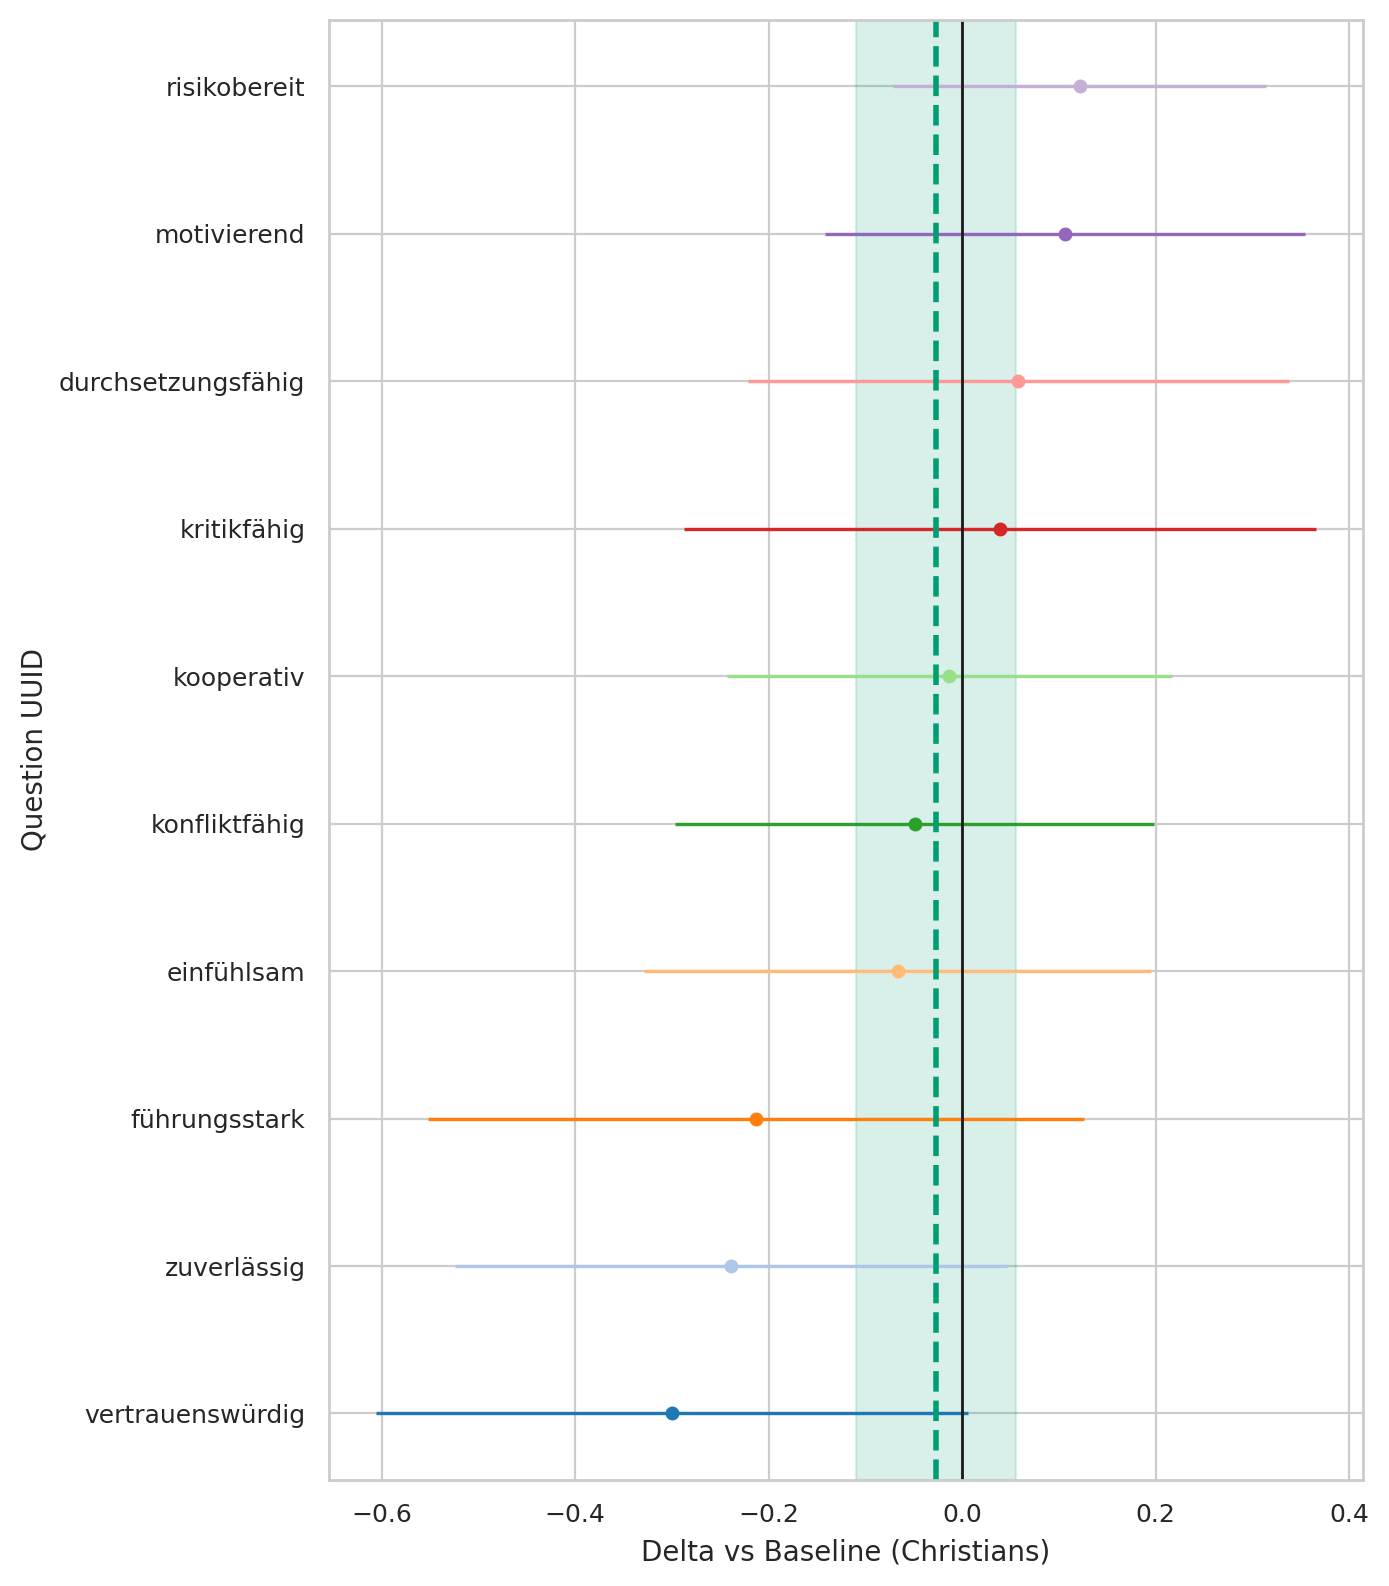 risikobereit
motivierend
durchsetzungsfähig
kritikfähig
kooperativ
konfliktfähig
einfühlsam
führungsstark
zuverlässig
vertrauenswürdig
Question UUID
−0.6 −0.4 −0.2 0.0 0.2 0.4
Delta vs Baseline (Christians)